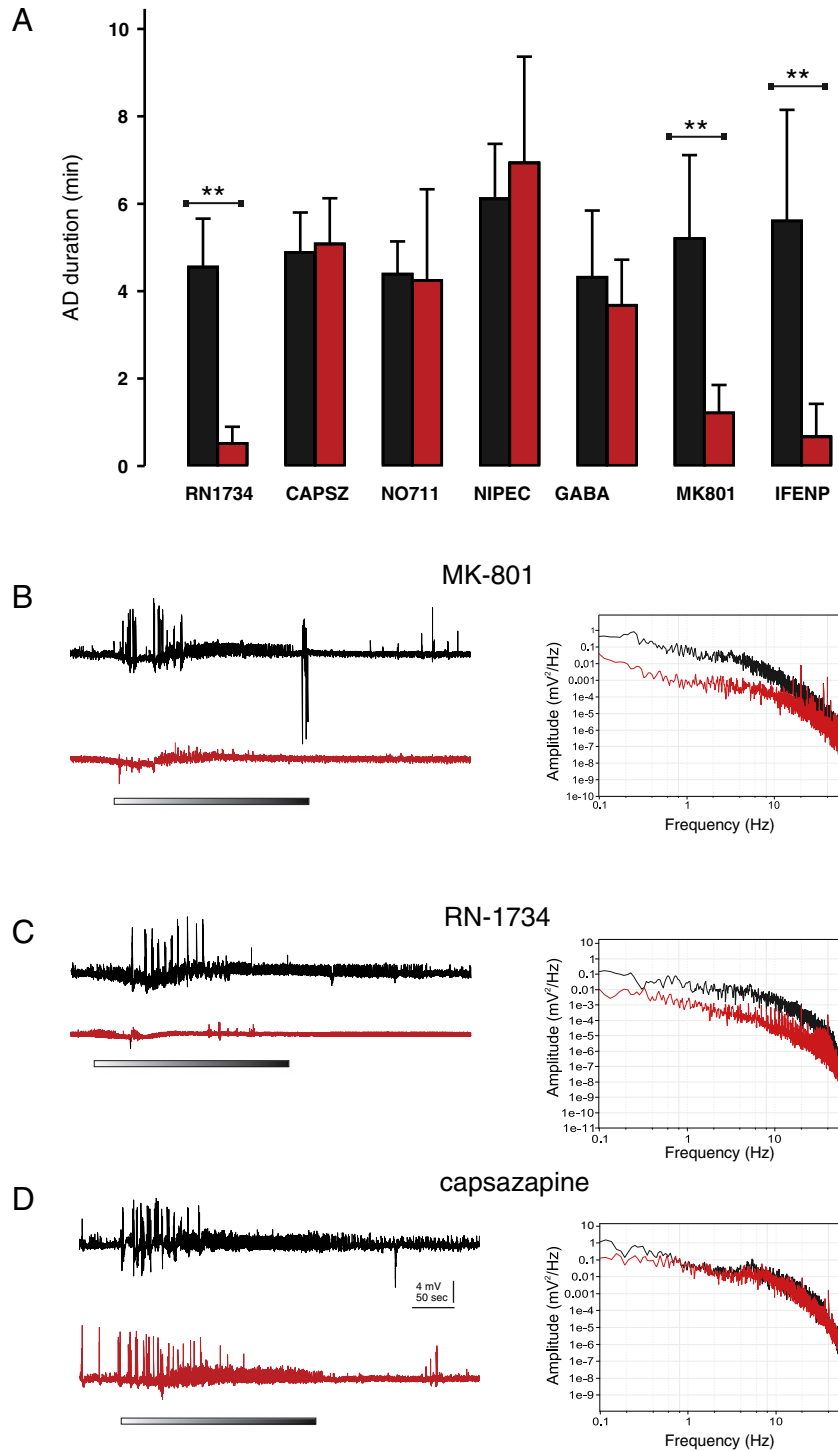 A
AD duration (min)
10
8
6
4
2
0
**
**
**
RN1734 CAPSZ NO711 NIPEC GABA MK801 IFENP
B
MK-801
Amplitude (mV²/Hz)
1
0.1
0.01
0.001
1e-4
1e-5
1e-6
1e-7
1e-8
1e-9
1e-10
0.1 1 10
Frequency (Hz)
C
RN-1734
Amplitude (mV²/Hz)
10
1
0.1
0.01
1e-3
1e-4
1e-5
1e-6
1e-7
1e-8
1e-9
1e-10
1e-11
0.1 1 10
Frequency (Hz)
D
capsazapine
4 mV
50 sec
Amplitude (mV²/Hz)
10
1
0.1
0.01
0.001
1e-4
1e-5
1e-6
1e-7
1e-8
1e-9
0.1 1 10
Frequency (Hz)